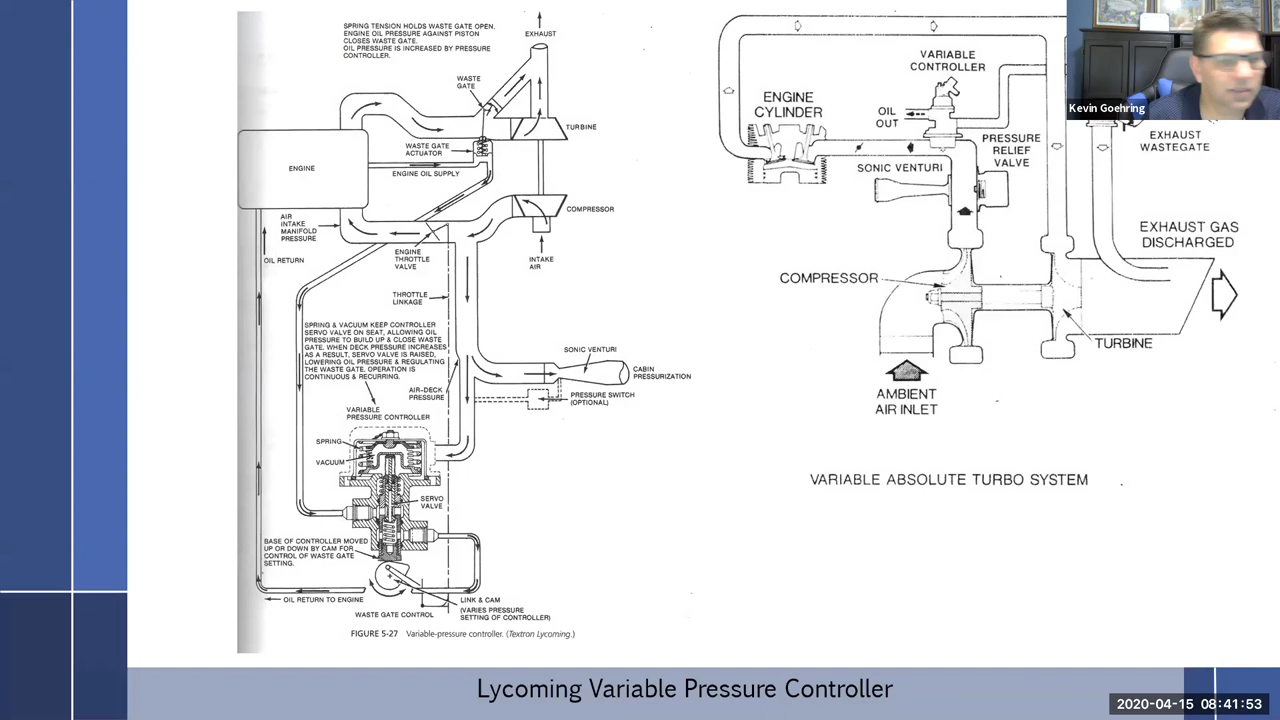 SPRING TENSION HOLDS WASTE GATE OPEN.
ENGINE OIL PRESSURE AGAINST PISTON
CLOSES WASTE GATE.
OIL PRESSURE IS INCREASED BY PRESSURE
CONTROLLER.
EXHAUST
WASTE
GATE
TURBINE
WASTE GATE
ACTUATOR
ENGINE
ENGINE OIL SUPPLY
COMPRESSOR
AIR
INTAKE
MANIFOLD
PRESSURE
ENGINE
THROTTLE
VALVE
INTAKE
AIR
OIL RETURN
THROTTLE
LINKAGE
SPRING & VACUUM KEEP CONTROLLER
SERVO VALVE ON SEAT, ALLOWING OIL
PRESSURE TO BUILD UP & CLOSE WASTE
GATE. WHEN DECK PRESSURE INCREASES
AS A RESULT, SERVO VALVE IS RAISED,
LOWERING OIL PRESSURE & REGULATING
THE WASTE GATE. OPERATION IS
CONTINUOUS & RECURRING.
SONIC VENTURI
CABIN
PRESSURIZATION
AIR-DECK
PRESSURE
PRESSURE SWITCH
(OPTIONAL)
VARIABLE
PRESSURE CONTROLLER
SPRING
VACUUM
SERVO
VALVE
BASE OF CONTROLLER MOVED
UP OR DOWN BY CAM FOR
CONTROL OF WASTE GATE
SETTING.
OIL RETURN TO ENGINE
LINK & CAM
(VARIES PRESSURE
SETTING OF CONTROLLER)
WASTE GATE CONTROL
FIGURE 5-27 Variable-pressure controller. (Textron Lycoming.)
VARIABLE
CONTROLLER
ENGINE
CYLINDER
OIL
OUT
PRESSURE
RELIEF
VALVE
SONIC VENTURI
EXHAUST
WASTEGATE
EXHAUST GAS
DISCHARGED
COMPRESSOR
TURBINE
AMBIENT
AIR INLET
VARIABLE ABSOLUTE TURBO SYSTEM
Kevin Goehring
Lycoming Variable Pressure Controller
2020-04-15 08:41:53